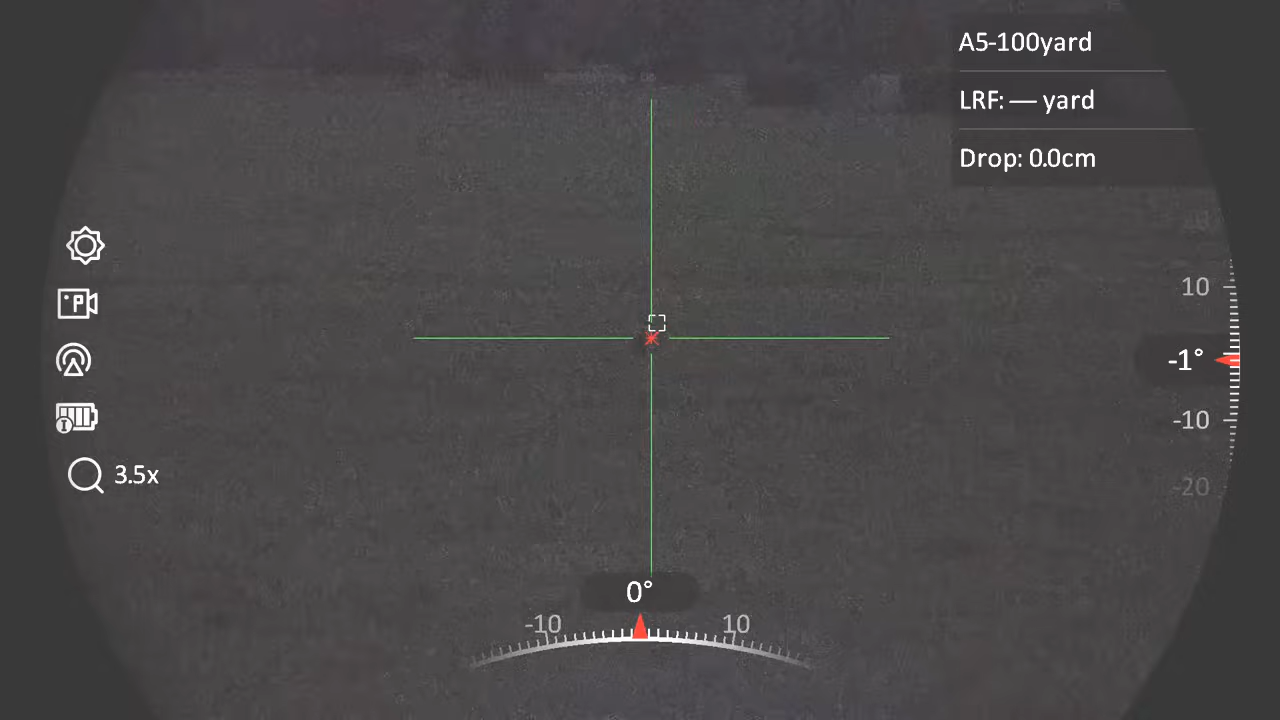 A5-100yard
LRF: — yard
Drop: 0.0cm
P
I
3.5x
10
-1°
-10
-20
0°
-10
10